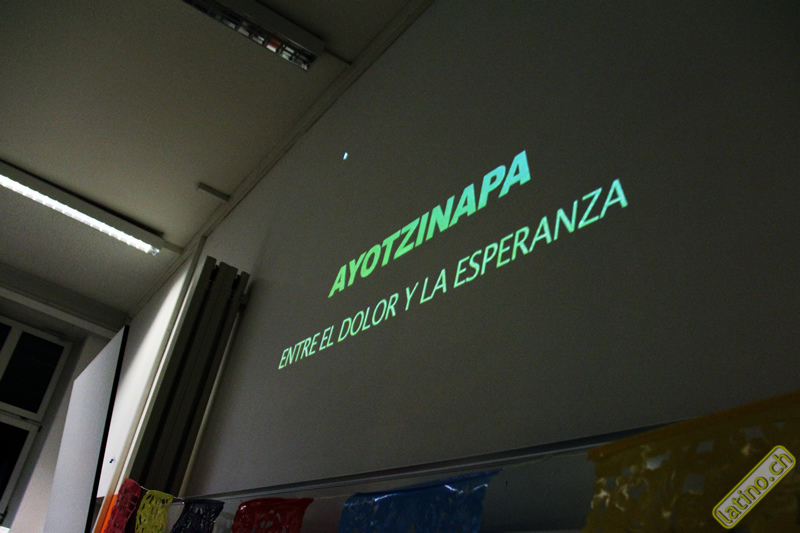 AYOTZINAPA
ENTRE EL DOLOR Y LA ESPERANZA
latino.ch